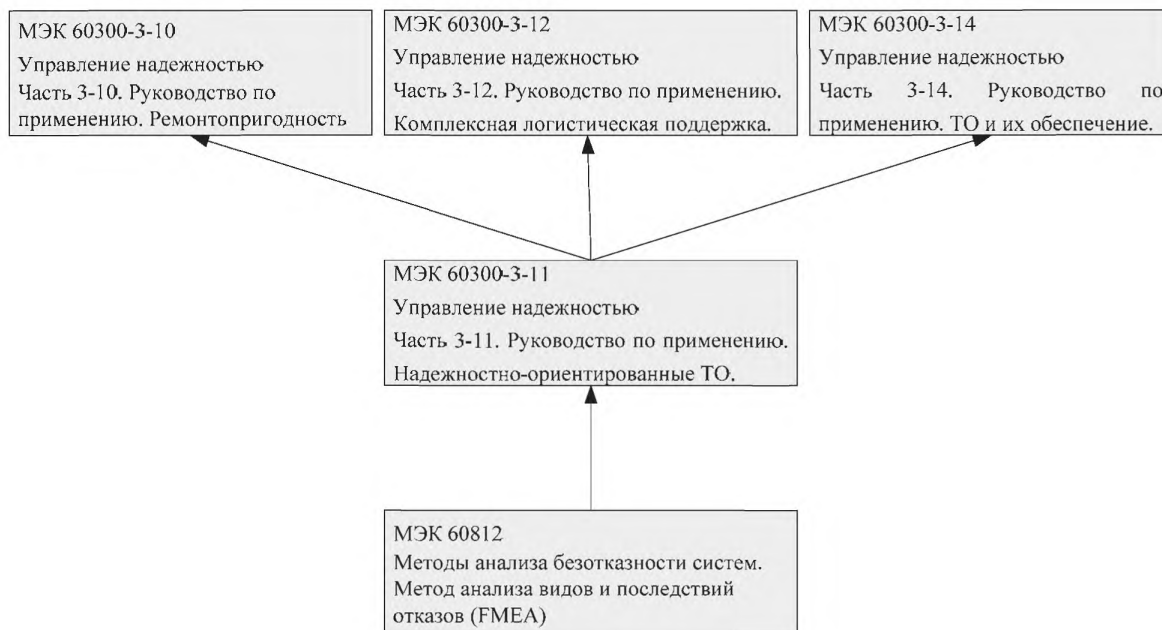 МЭК 60300-3-10
Управление надежностью
Часть 3-10. Руководство по
применению. Ремонтопригодность
МЭК 60300-3-12
Управление надежностью
Часть 3-12. Руководство по применению.
Комплексная логистическая поддержка.
МЭК 60300-3-14
Управление надежностью
Часть 3-14. Руководство по
применению. ТО и их обеспечение.
МЭК 60300-3-11
Управление надежностью
Часть 3-11. Руководство по применению.
Надежностно-ориентированные ТО.
МЭК 60812
Методы анализа безотказности систем.
Метод анализа видов и последствий
отказов (FMEA)